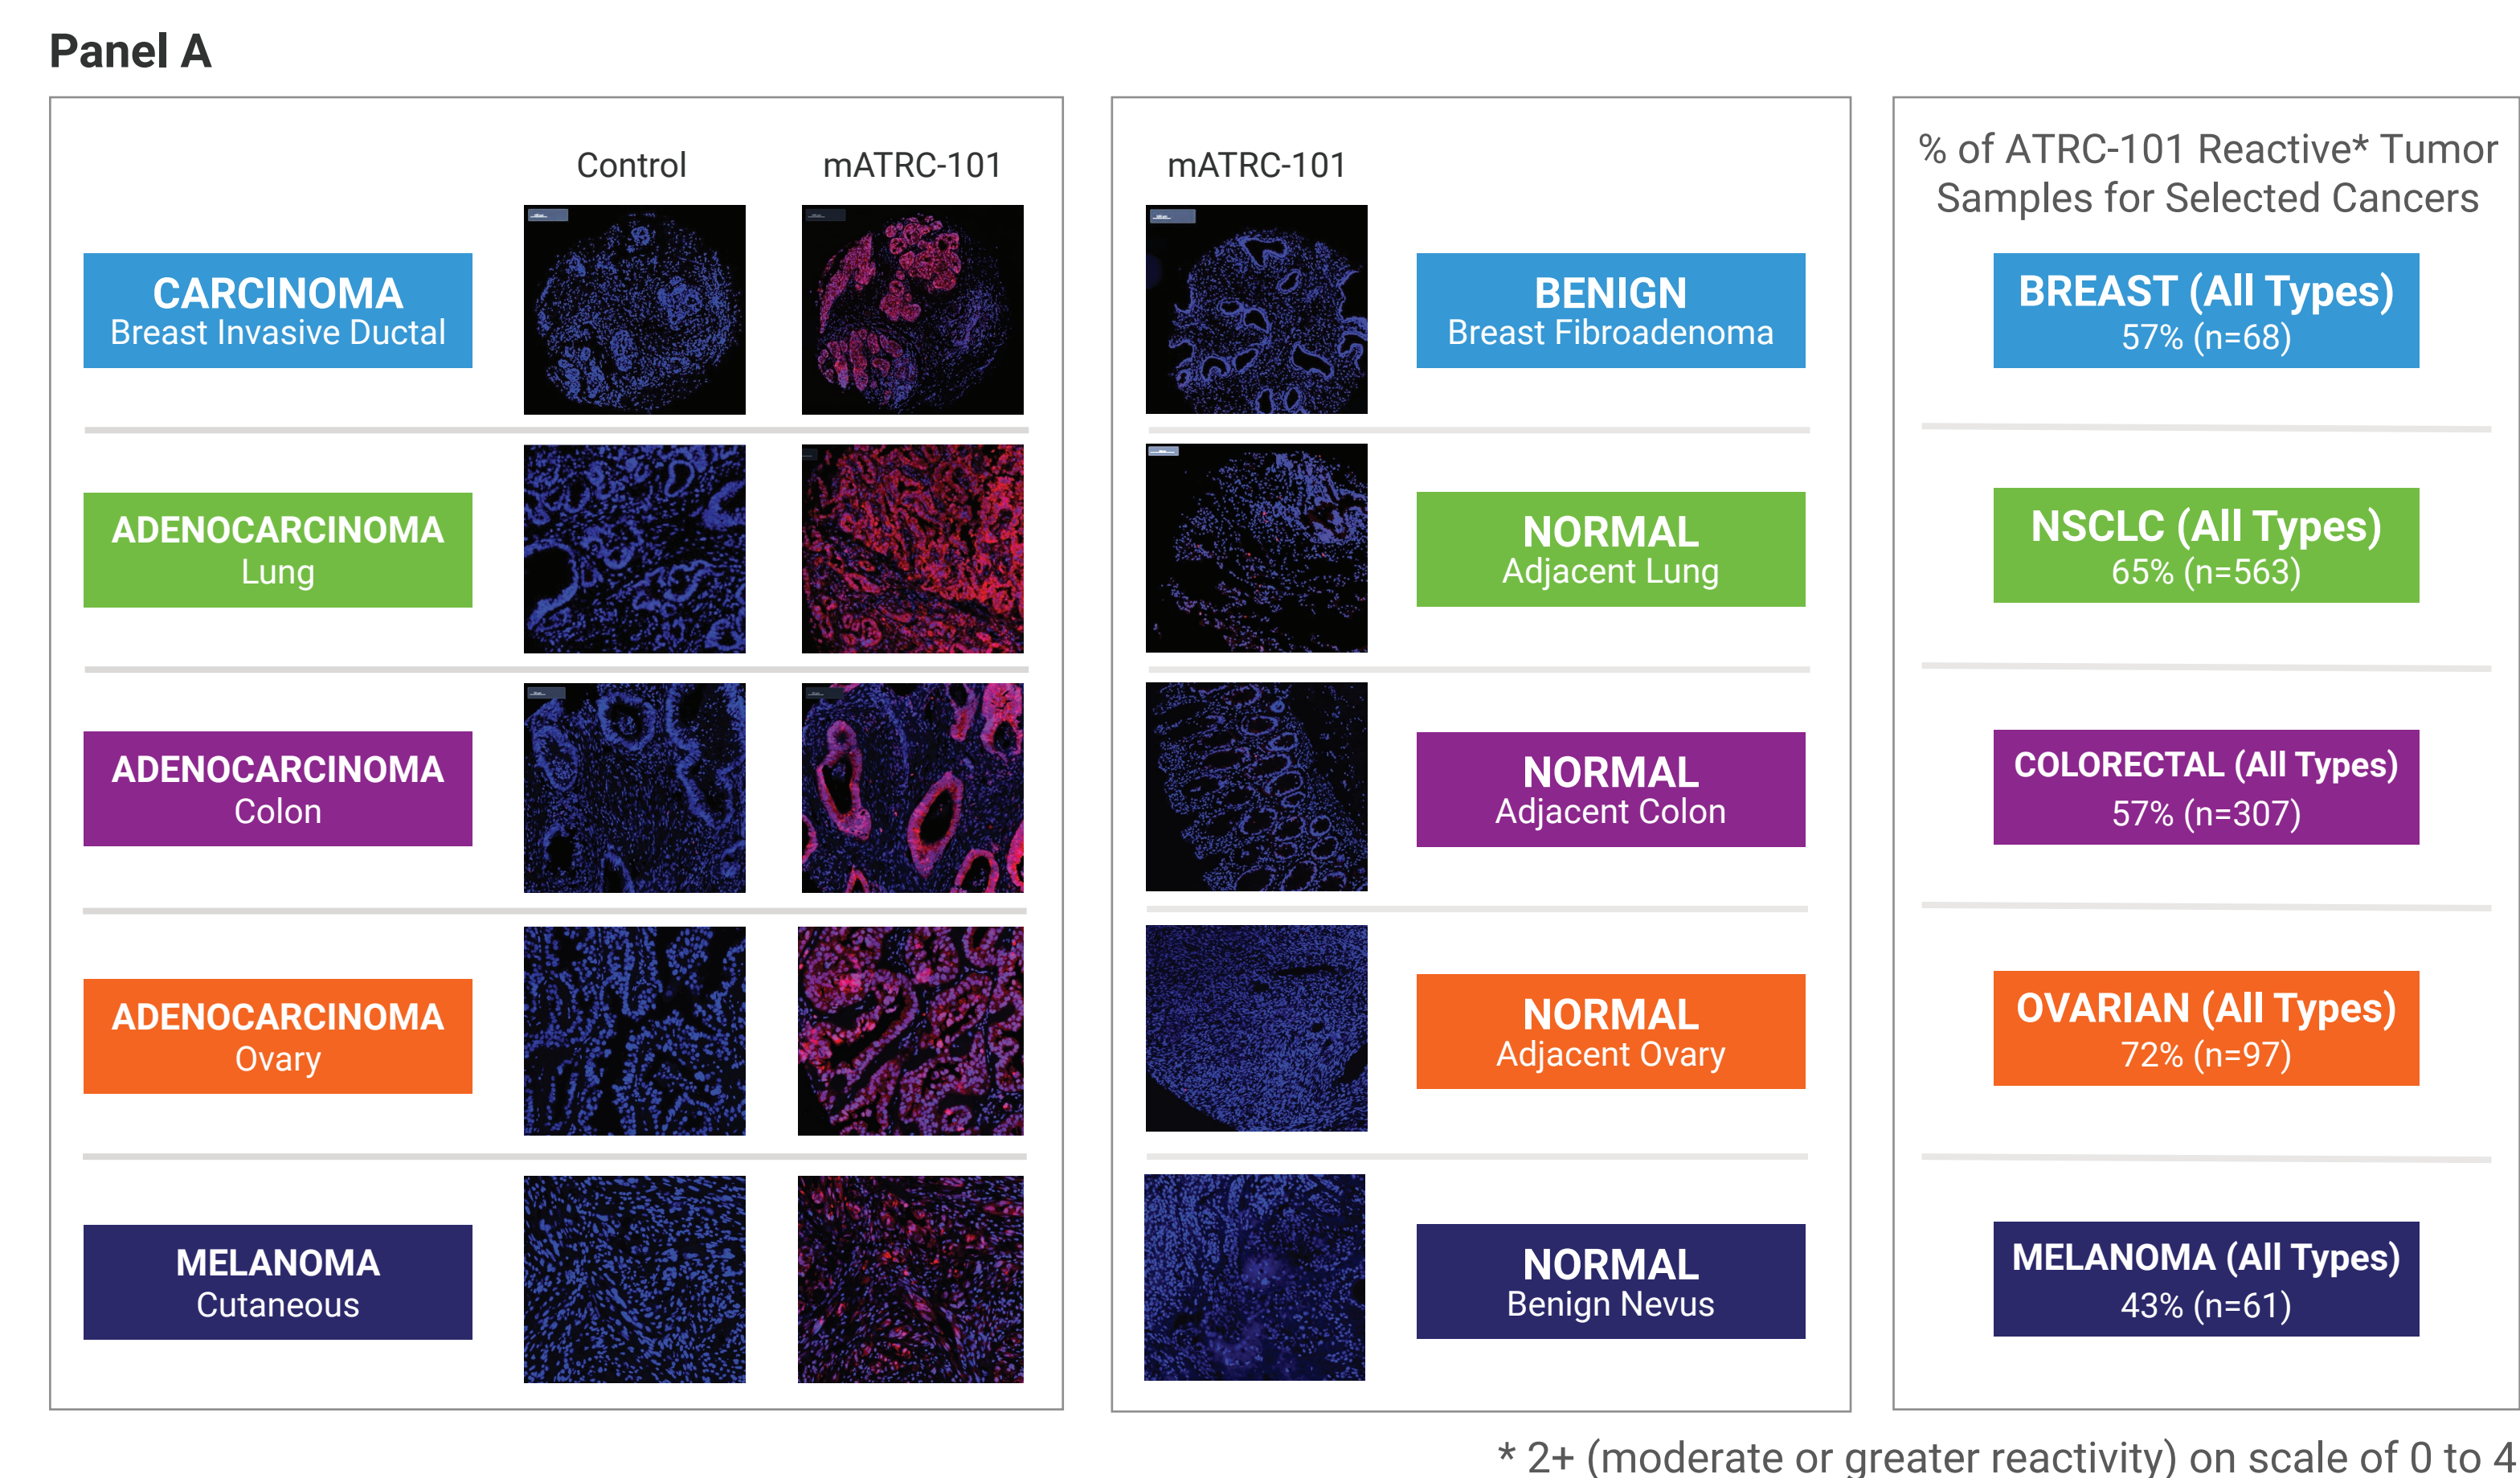 Panel A
Control
mATRC-101
CARCINOMA
Breast Invasive Ductal
ADENOCARCINOMA
Lung
ADENOCARCINOMA
Colon
ADENOCARCINOMA
Ovary
MELANOMA
Cutaneous
mATRC-101
BENIGN
Breast Fibroadenoma
NORMAL
Adjacent Lung
NORMAL
Adjacent Colon
NORMAL
Adjacent Ovary
NORMAL
Benign Nevus
% of ATRC-101 Reactive* Tumor
Samples for Selected Cancers
BREAST (All Types)
57% (n=68)
NSCLC (All Types)
65% (n=563)
COLORECTAL (All Types)
57% (n=307)
OVARIAN (All Types)
72% (n=97)
MELANOMA (All Types)
43% (n=61)
* 2+ (moderate or greater reactivity) on scale of 0 to 4